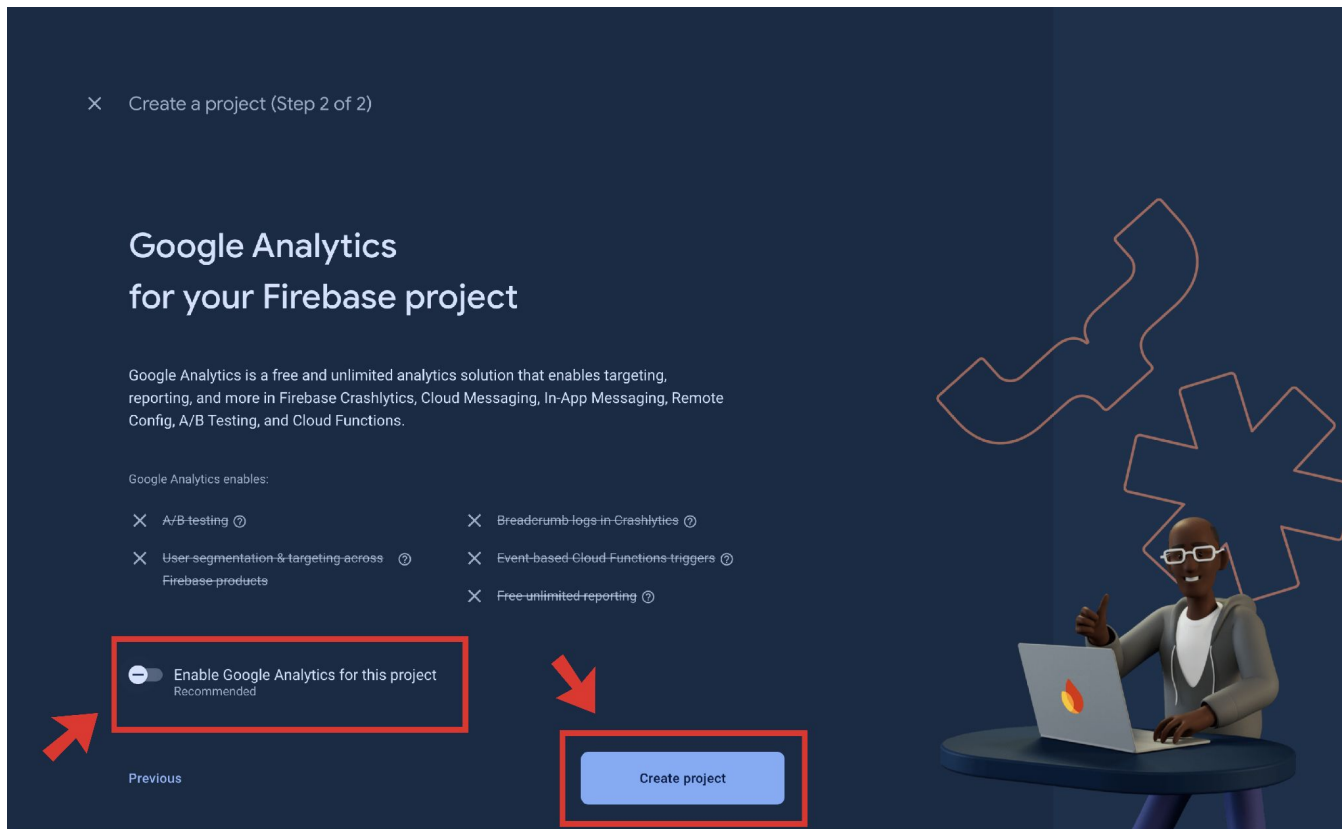 Create a project (Step 2 of 2)
Google Analytics
for your Firebase project
Google Analytics is a free and unlimited analytics solution that enables targeting,
reporting, and more in Firebase Crashlytics, Cloud Messaging, In-App Messaging, Remote
Config, A/B Testing, and Cloud Functions.
Google Analytics enables:
A/B testing
User segmentation & targeting across
Firebase products
Breadcrumb logs in Crashlytics
Event-based Cloud Functions triggers
Free unlimited reporting
Enable Google Analytics for this project
Recommended
Previous
Create project